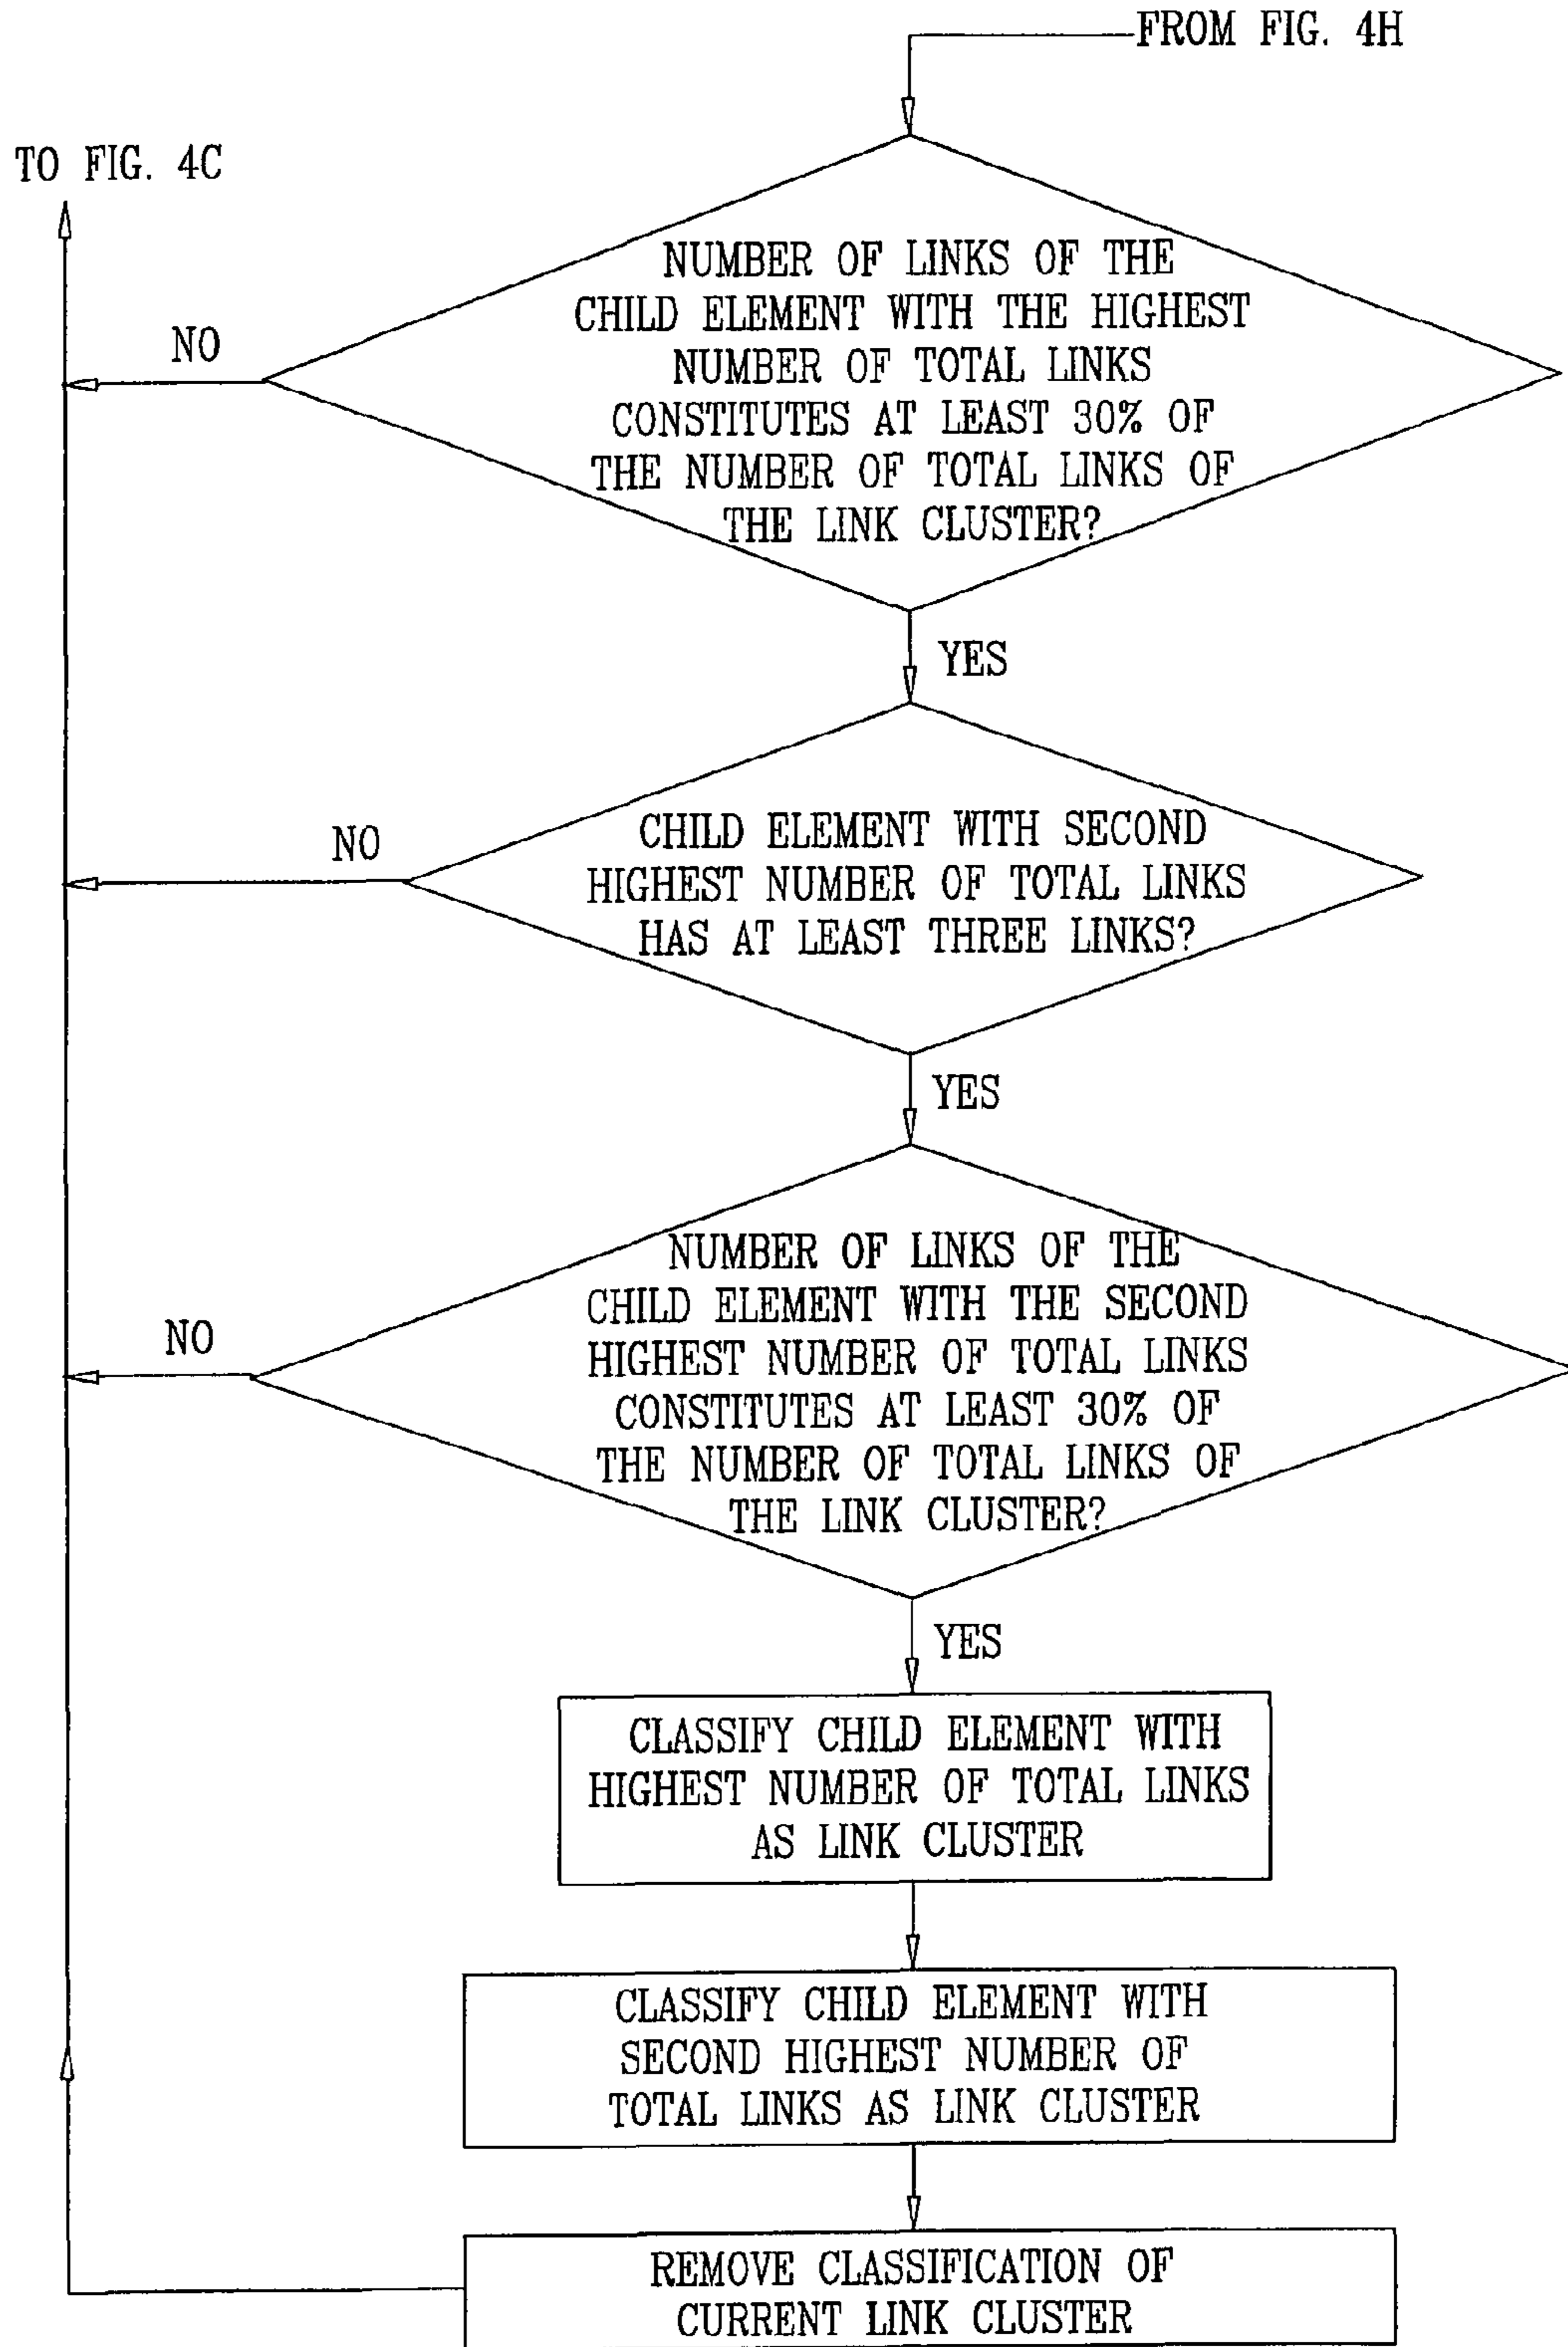 FROM FIG. 4H
TO FIG. 4C
NUMBER OF LINKS OF THE
CHILD ELEMENT WITH THE HIGHEST
NUMBER OF TOTAL LINKS
CONSTITUTES AT LEAST 30% OF
THE NUMBER OF TOTAL LINKS OF
THE LINK CLUSTER?
NO
YES
CHILD ELEMENT WITH SECOND
HIGHEST NUMBER OF TOTAL LINKS
HAS AT LEAST THREE LINKS?
NO
YES
NUMBER OF LINKS OF THE
CHILD ELEMENT WITH THE SECOND
HIGHEST NUMBER OF TOTAL LINKS
CONSTITUTES AT LEAST 30% OF
THE NUMBER OF TOTAL LINKS OF
THE LINK CLUSTER?
NO
YES
CLASSIFY CHILD ELEMENT WITH
HIGHEST NUMBER OF TOTAL LINKS
AS LINK CLUSTER
CLASSIFY CHILD ELEMENT WITH
SECOND HIGHEST NUMBER OF
TOTAL LINKS AS LINK CLUSTER
REMOVE CLASSIFICATION OF
CURRENT LINK CLUSTER